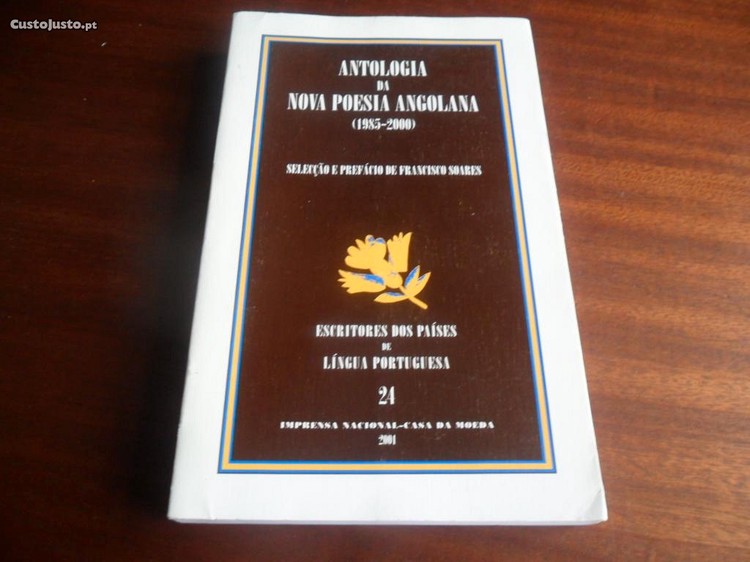 CustoJusto.pt
ANTOLOGIA
DA
NOVA POESIA ANGOLANA
(1985-2000)
SELECÇÃO E PREFÁCIO DE FRANCISCO SOARES
ESCRITORES DOS PAÍSES
DE
LÍNGUA PORTUGUESA
24
IMPRENSA NACIONAL-CASA DA MOEDA
2001